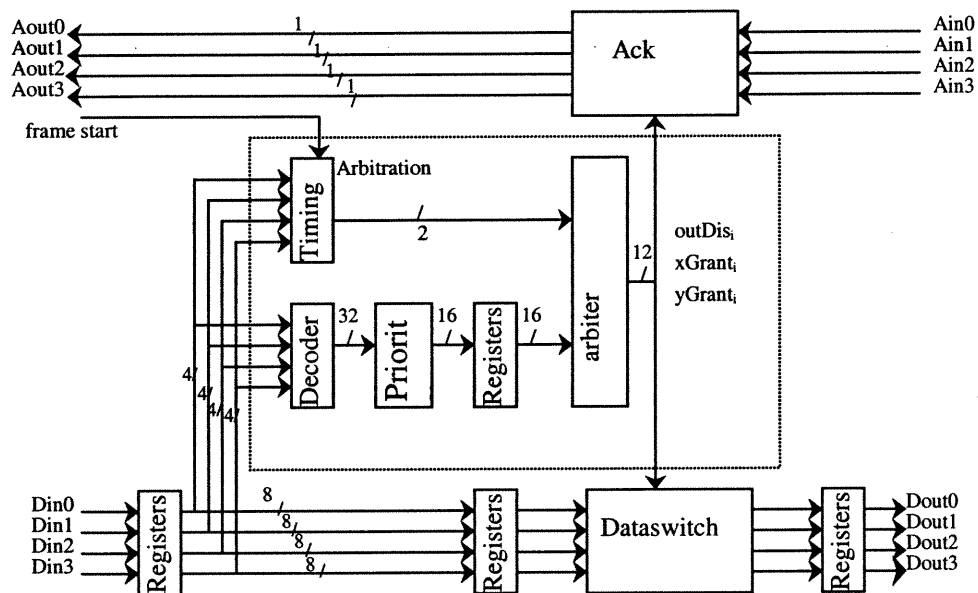 Aout0
Aout1
Aout2
Aout3
1
1
1
1
Ack
Ain0
Ain1
Ain2
Ain3
frame start
Arbitration
Timing
2
outDisᵢ
xGrantᵢ
yGrantᵢ
12
arbiter
Decoder
32
Priorit
16
Registers
16
4
4
4
4
Din0
Din1
Din2
Din3
Registers
8
8
8
8
Registers
Dataswitch
Registers
Dout0
Dout1
Dout2
Dout3